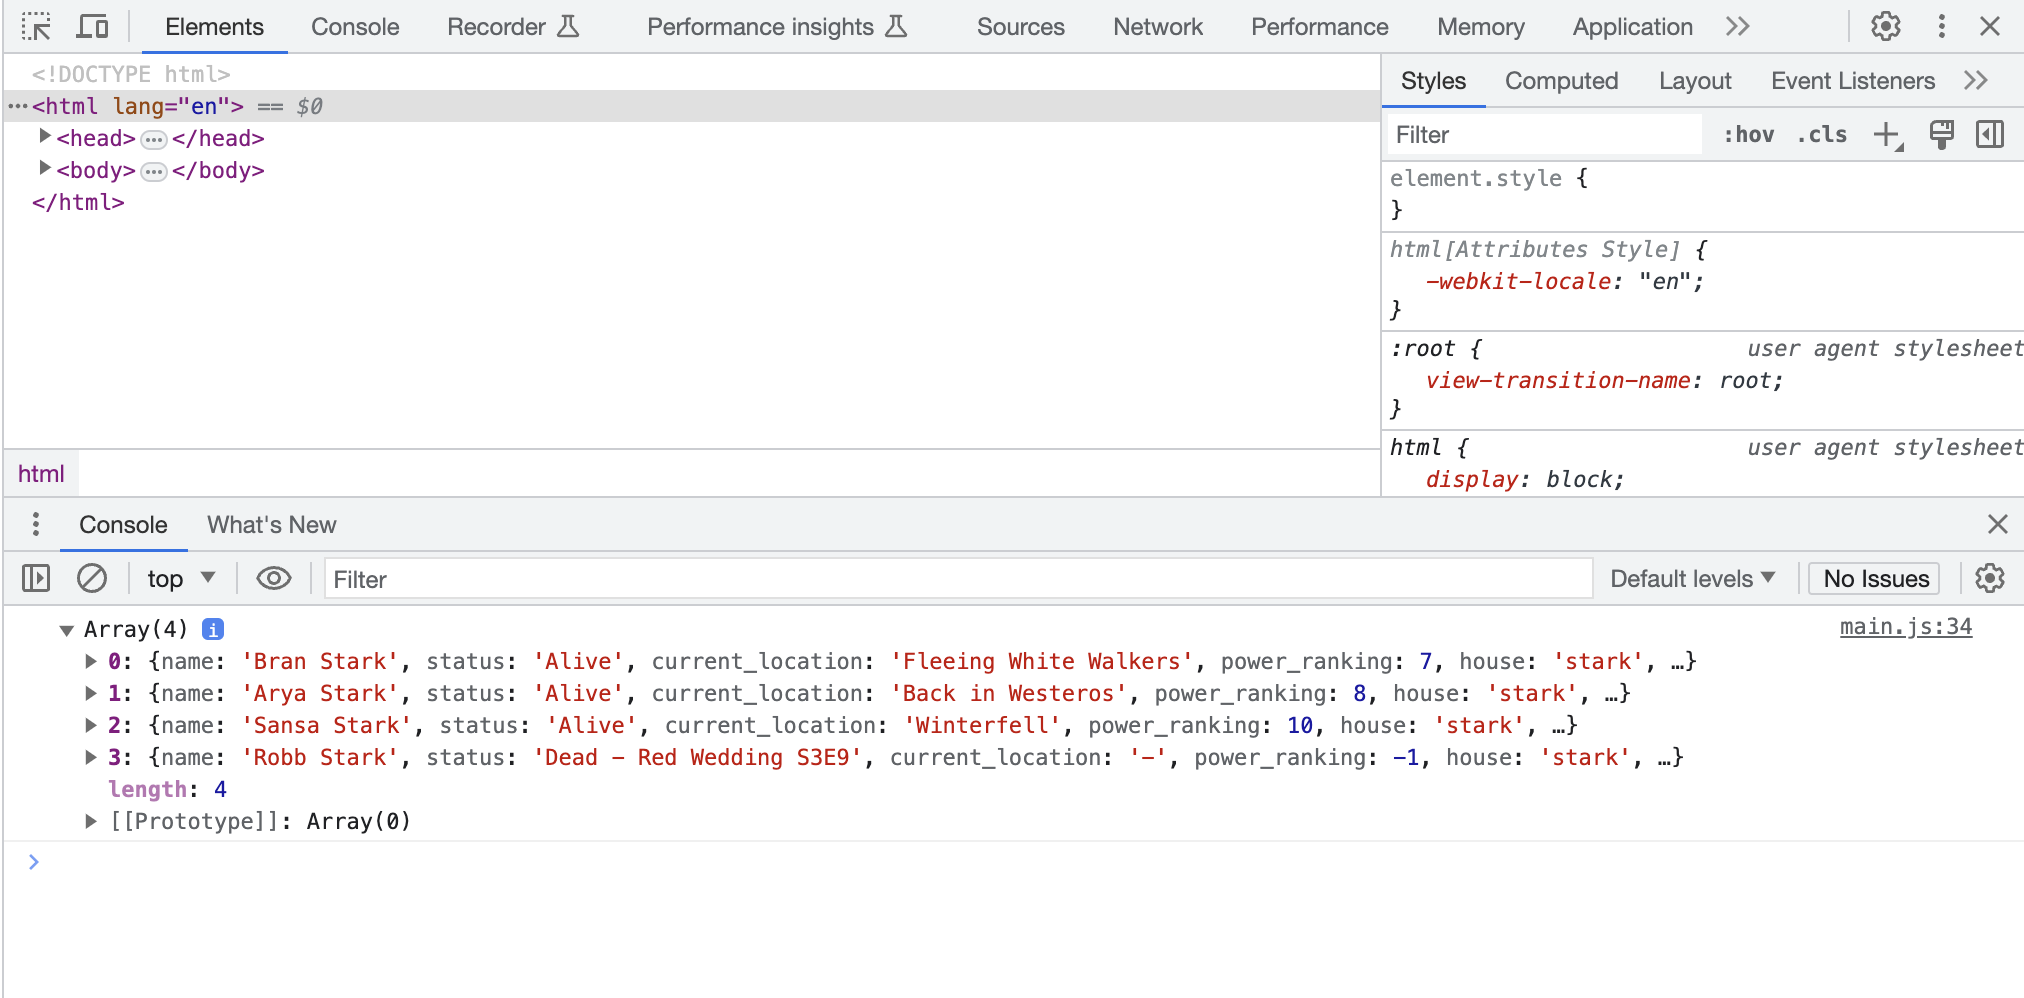 Elements Console Recorder Performance insights Sources Network Performance Memory Application
<!DOCTYPE html>
<html lang="en"> == $0
<head> </head>
<body> </body>
</html>
html
Styles Computed Layout Event Listeners
Filter :hov .cls
element.style {
}
html[Attributes Style] {
-webkit-locale: "en";
}
:root { user agent stylesheet
view-transition-name: root;
}
html { user agent stylesheet
display: block;
Console What's New
top Filter Default levels No Issues
Array(4) i main.js:34
0: {name: 'Bran Stark', status: 'Alive', current_location: 'Fleeing White Walkers', power_ranking: 7, house: 'stark', …}
1: {name: 'Arya Stark', status: 'Alive', current_location: 'Back in Westeros', power_ranking: 8, house: 'stark', …}
2: {name: 'Sansa Stark', status: 'Alive', current_location: 'Winterfell', power_ranking: 10, house: 'stark', …}
3: {name: 'Robb Stark', status: 'Dead - Red Wedding S3E9', current_location: '-', power_ranking: -1, house: 'stark', …}
length: 4
[[Prototype]]: Array(0)